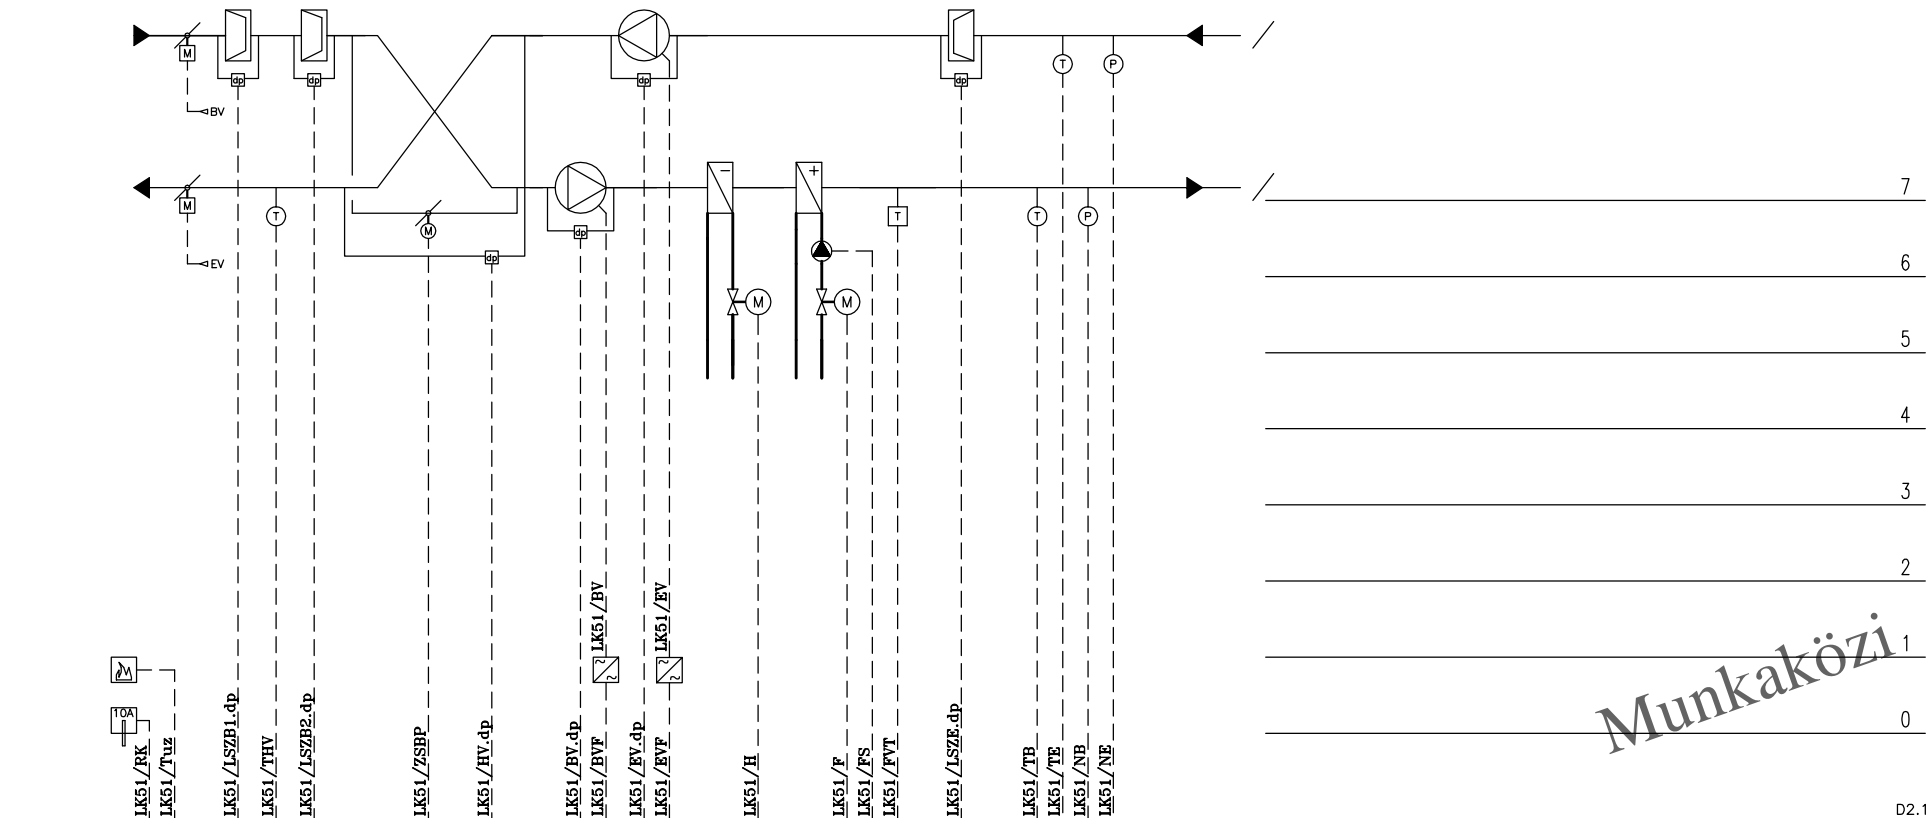 M
dp
dp
dp
dp
T
P
BV
M
T
M
dp
dp
T
T
P
EV
M
M
7
6
5
4
3
2
1
0
10A
LK51/RK
LK51/Tuz
LK51/LSZB1.dp
LK51/THV
LK51/LSZB2.dp
LK51/ZSBP
LK51/HV.dp
LK51/BV.dp
LK51/BVF
LK51/BV
LK51/EV.dp
LK51/EVF
LK51/EV
LK51/H
LK51/F
LK51/FS
LK51/FVT
LK51/LSZE.dp
LK51/TB
LK51/TE
LK51/NB
LK51/NE
Munkaközi
D2.1